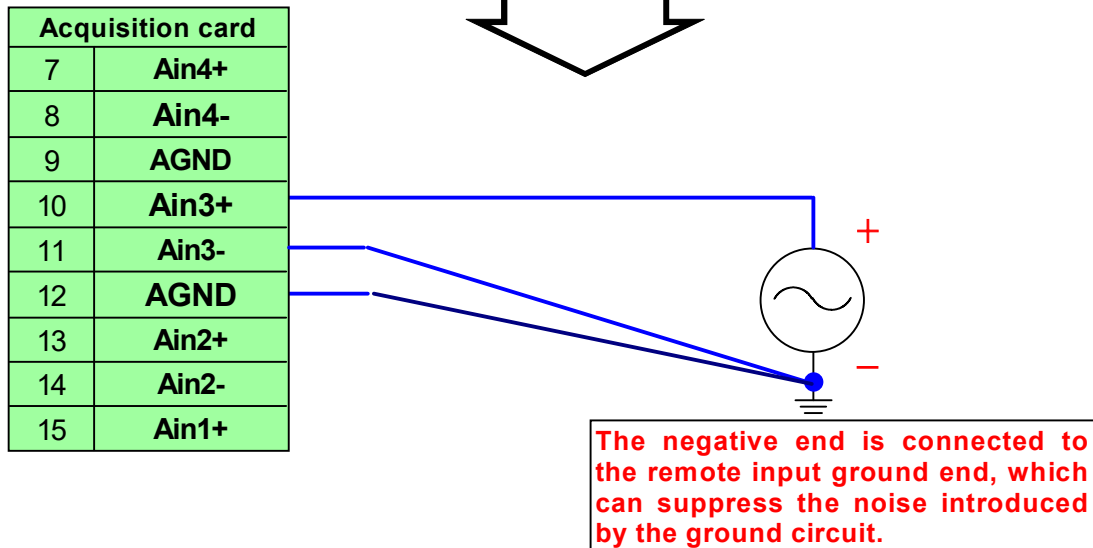 Acquisition card
7 Ain4+
8 Ain4-
9 AGND
10 Ain3+
11 Ain3-
12 AGND
13 Ain2+
14 Ain2-
15 Ain1+
+
−
The negative end is connected to
the remote input ground end, which
can suppress the noise introduced
by the ground circuit.